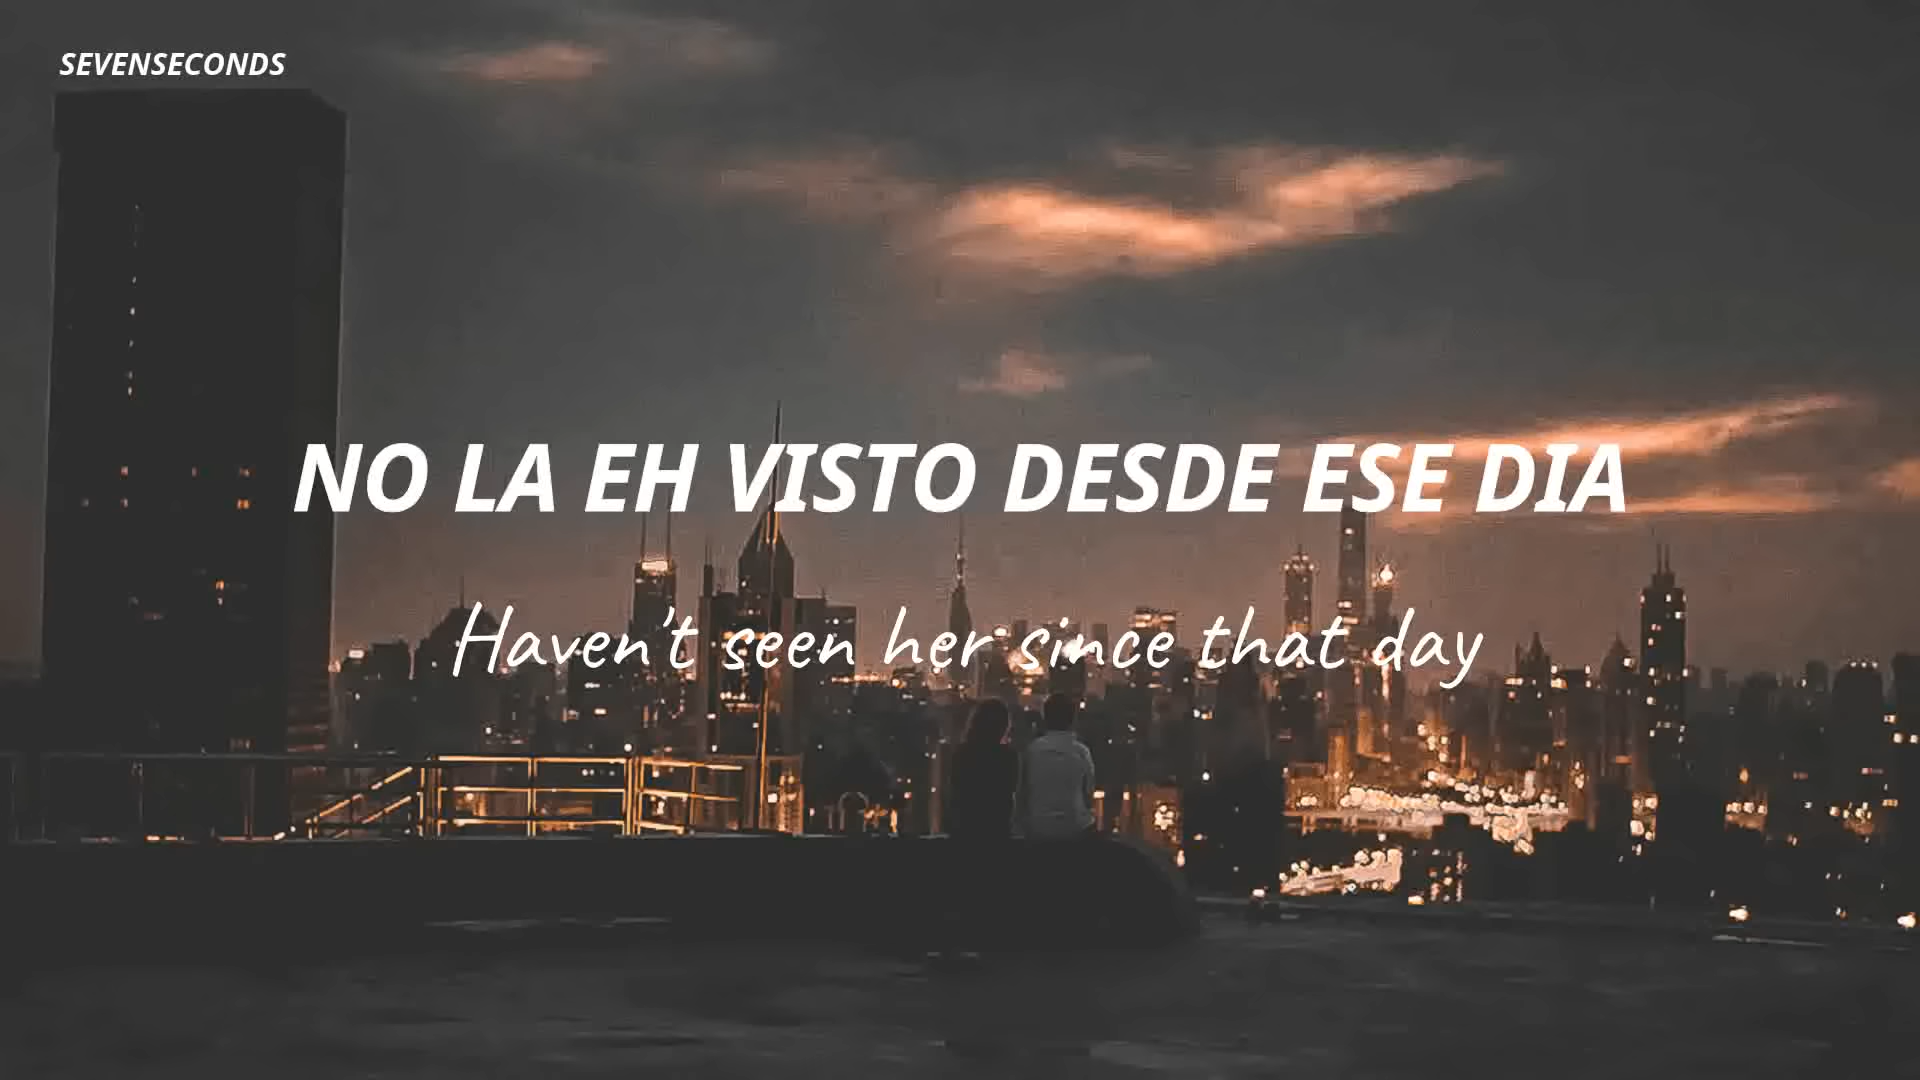 SEVENSECONDS
NO LA EH VISTO DESDE ESE DIA
Haven't seen her since that day